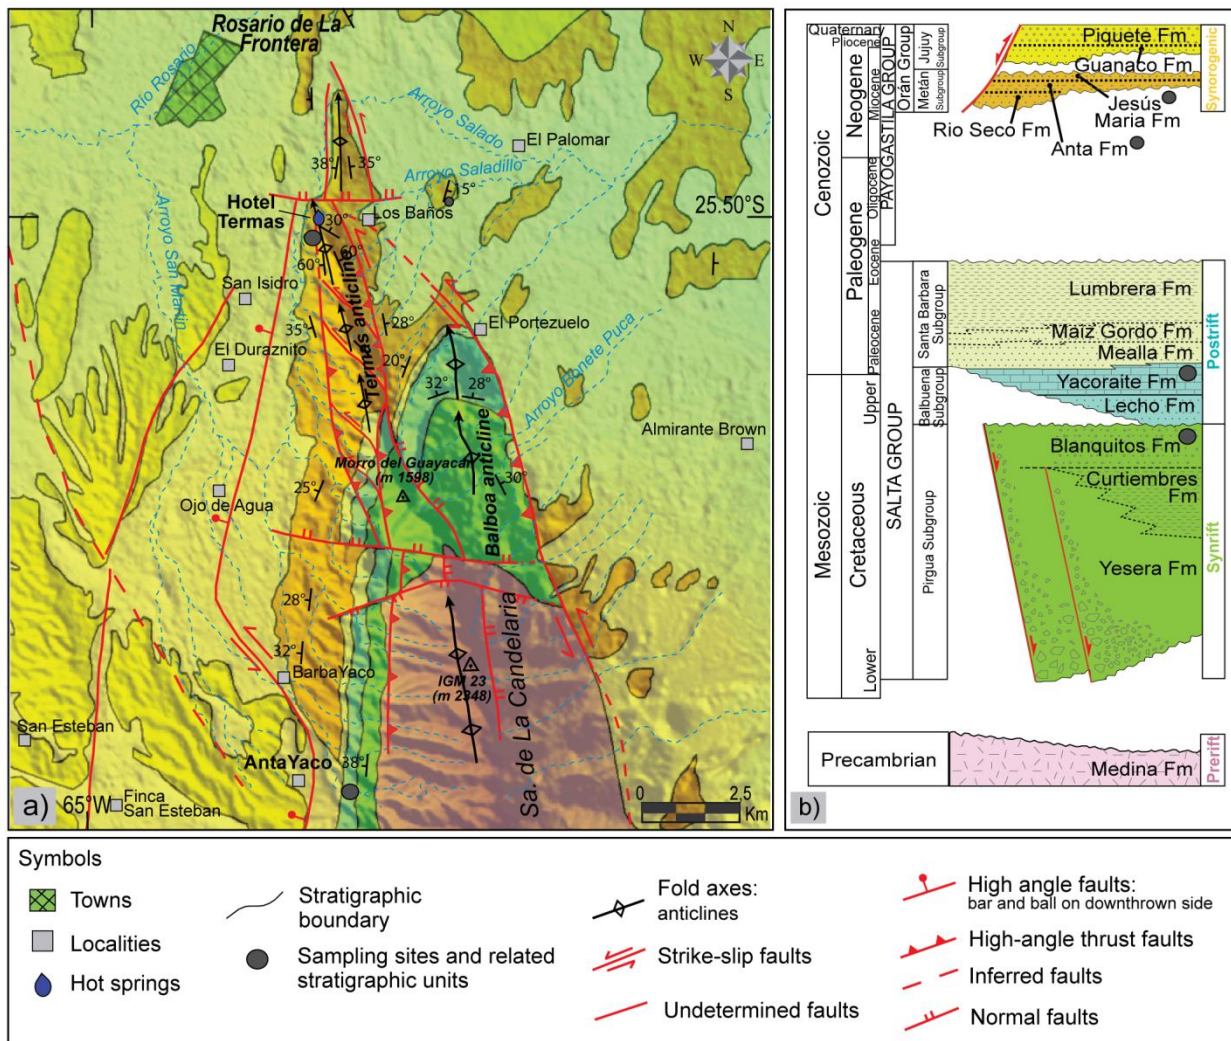 Rosario de La
Frontera
N
W E
S
Río Rosario
Arroyo Salado
El Palomar
38°
35°
Arroyo Saladillo
15°
Hotel
Termas
Los Baños
25.50°S
30°
60°
60°
Arroyo San Martin
San Isidro
Termas anticline
35°
28°
El Portezuelo
El Duraznito
20°
Arroyo Bonete Puca
32°
28°
Almirante Brown
Morro del Guayacan
(m 1598)
Balboa anticline
30°
25°
Ojo de Agua
28°
32°
BarbaYaco
IGM 23
(m 2348)
Sa. de La Candelaria
San Esteban
AntaYaco
38°
a)
65°W
Finca
San Esteban
0 2.5
Km
Quaternary
Pliocene
Miocene
Oligocene
Eocene
Paleocene
Neogene
Paleogene
Cenozoic
PAYOGASTILA GROUP
Orán Group
Jujuy
Subgroup
Metán
Subgroup
Piquete Fm
Guanaco Fm
Jesús
Maria Fm
Rio Seco Fm
Anta Fm
Synorogenic
Santa Barbara
Subgroup
Lumbrera Fm
Maiz Gordo Fm
Mealla Fm
Balbuena
Subgroup
Yacoraite Fm
Lecho Fm
Postrift
Mesozoic
Cretaceous
Upper
Lower
SALTA GROUP
Pirgua Subgroup
Blanquitos Fm
Curtiembres
Fm
Yesera Fm
Synrift
Precambrian
Medina Fm
Prerift
b)
Symbols
Towns
Localities
Hot springs
Stratigraphic
boundary
Sampling sites and related
stratigraphic units
Fold axes:
anticlines
Strike-slip faults
Undetermined faults
High angle faults:
bar and ball on downthrown side
High-angle thrust faults
Inferred faults
Normal faults